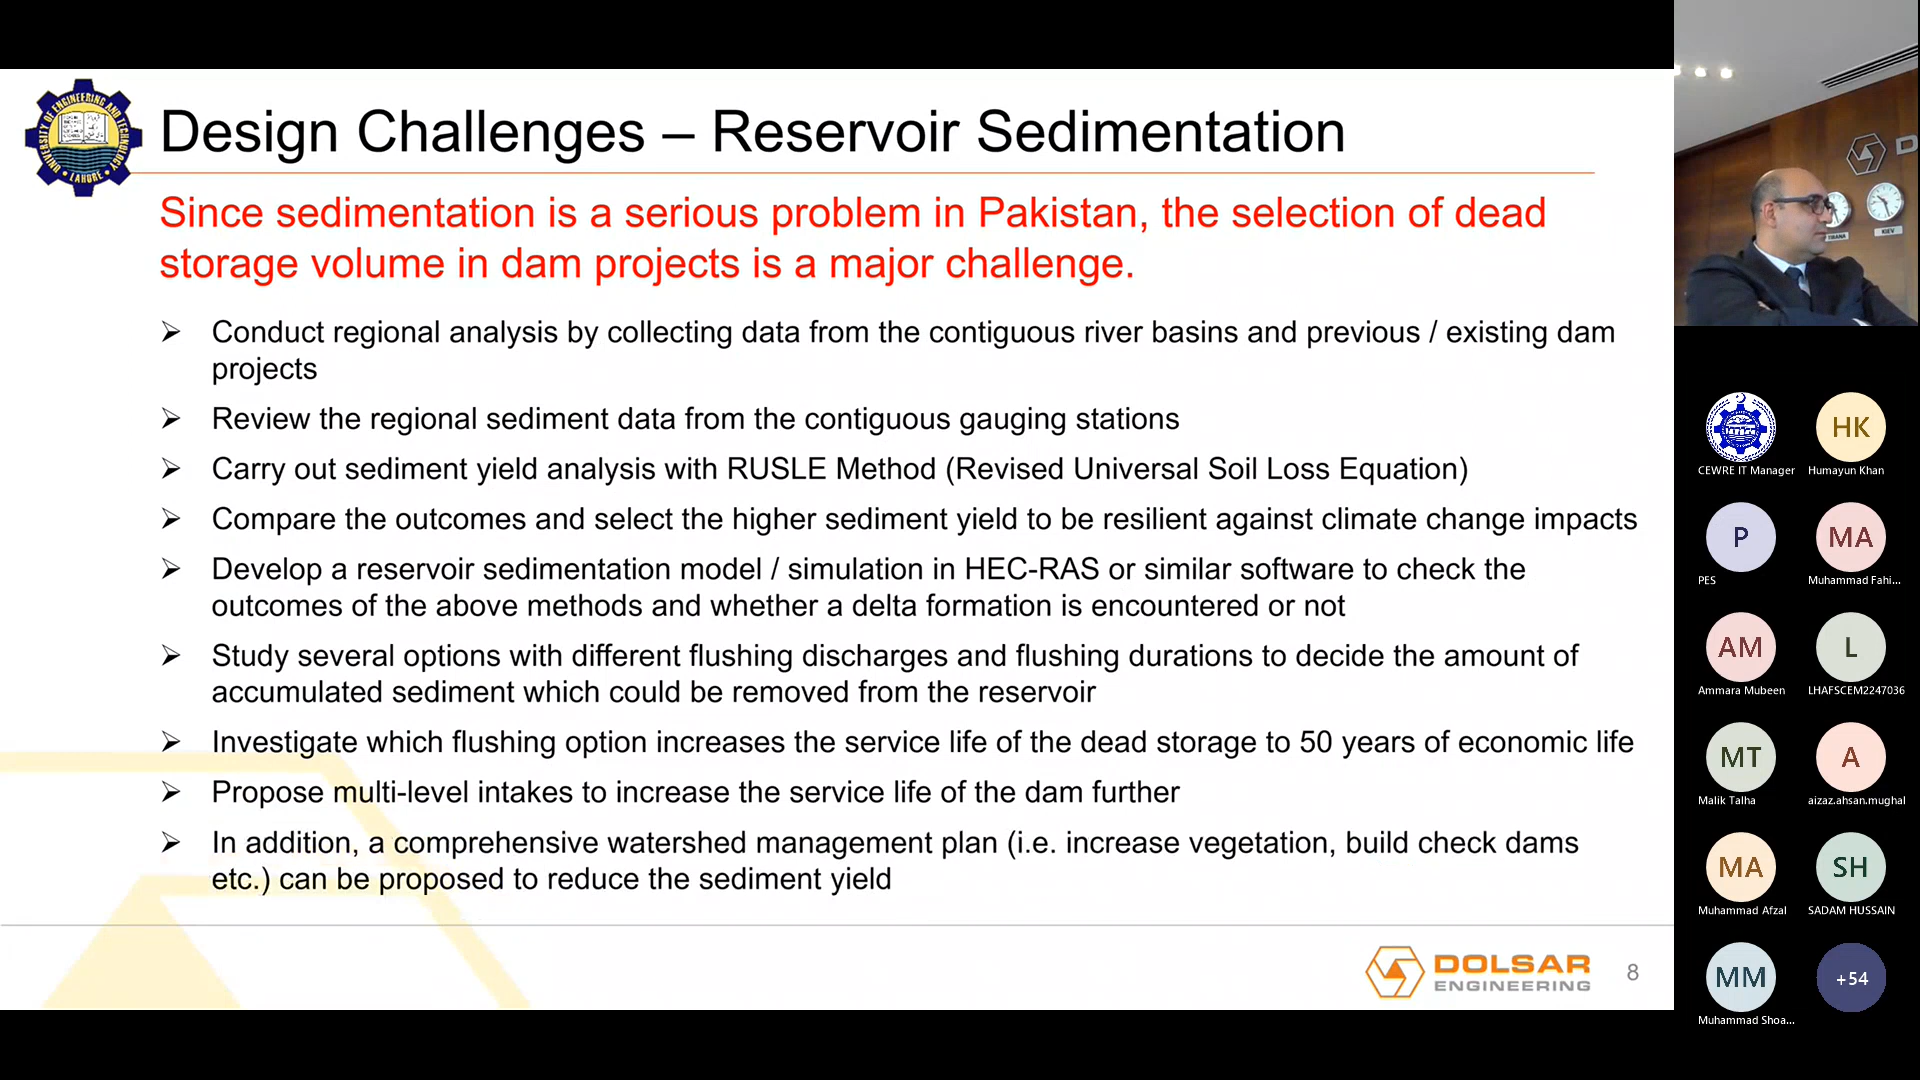 UNIVERSITY OF ENGINEERING AND TECHNOLOGY
LAHORE
Design Challenges – Reservoir Sedimentation
Since sedimentation is a serious problem in Pakistan, the selection of dead
storage volume in dam projects is a major challenge.
➢ Conduct regional analysis by collecting data from the contiguous river basins and previous / existing dam
projects
➢ Review the regional sediment data from the contiguous gauging stations
➢ Carry out sediment yield analysis with RUSLE Method (Revised Universal Soil Loss Equation)
➢ Compare the outcomes and select the higher sediment yield to be resilient against climate change impacts
➢ Develop a reservoir sedimentation model / simulation in HEC-RAS or similar software to check the
outcomes of the above methods and whether a delta formation is encountered or not
➢ Study several options with different flushing discharges and flushing durations to decide the amount of
accumulated sediment which could be removed from the reservoir
➢ Investigate which flushing option increases the service life of the dead storage to 50 years of economic life
➢ Propose multi-level intakes to increase the service life of the dam further
➢ In addition, a comprehensive watershed management plan (i.e. increase vegetation, build check dams
etc.) can be proposed to reduce the sediment yield
DOLSAR
ENGINEERING
8
D
TIRANA
KIEV
CEWRE IT Manager
HK
Humayun Khan
P
PES
MA
Muhammad Fahi...
AM
Ammara Mubeen
L
LHAFSCEM2247036
MT
Malik Talha
A
aizaz.ahsan.mughal
MA
Muhammad Afzal
SH
SADAM HUSSAIN
MM
Muhammad Shoa...
+54